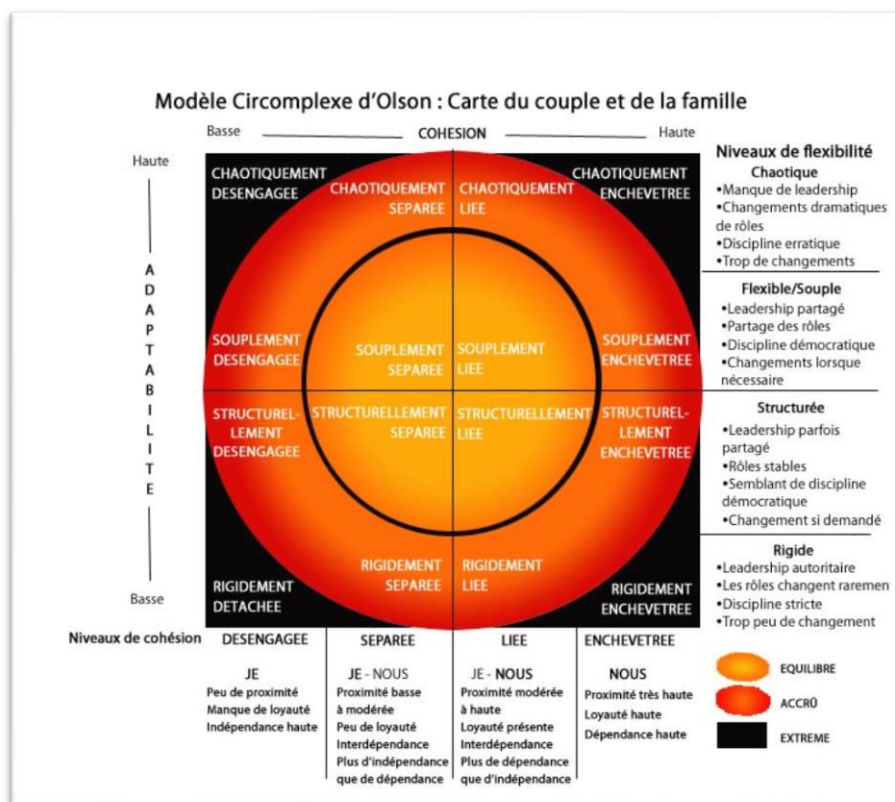 Modèle Circomplexe d'Olson : Carte du couple et de la famille
Basse COHESION Haute
Haute
ADAPTABILITE
Basse
CHAOTIQUEMENT
DESENGAGEE
CHAOTIQUEMENT
SEPAREE
CHAOTIQUEMENT
LIEE
CHAOTIQUEMENT
ENCHEVETREE
SOUPLEMENT
DESENGAGEE
SOUPLEMENT
SEPAREE
SOUPLEMENT
LIEE
SOUPLEMENT
ENCHEVETREE
STRUCTUREL-
LEMENT
DESENGAGEE
STRUCTURELLEMENT
SEPAREE
STRUCTURELLEMENT
LIEE
STRUCTUREL-
LEMENT
ENCHEVETREE
RIGIDEMENT
DETACHEE
RIGIDEMENT
SEPAREE
RIGIDEMENT
LIEE
RIGIDEMENT
ENCHEVETREE
Niveaux de flexibilité
Chaotique
•Manque de leadership
•Changements dramatiques
de rôles
•Discipline erratique
•Trop de changements
Flexible/Souple
•Leadership partagé
•Partage des rôles
•Discipline démocratique
•Changements lorsque
nécessaire
Structurée
•Leadership parfois
partagé
•Rôles stables
•Semblant de discipline
démocratique
•Changement si demandé
Rigide
•Leadership autoritaire
•Les rôles changent raremen
•Discipline stricte
•Trop peu de changement
Niveaux de cohésion
DESENGAGEE
JE
Peu de proximité
Manque de loyauté
Indépendance haute
SEPAREE
JE - NOUS
Proximité basse
à modérée
Peu de loyauté
Interdépendance
Plus d'indépendance
que de dépendance
LIEE
JE - NOUS
Proximité modérée
à haute
Loyauté présente
Interdépendance
Plus de dépendance
que d'indépendance
ENCHEVETREE
NOUS
Proximité très haute
Loyauté haute
Dépendance haute
EQUILIBRE
ACCRÛ
EXTREME